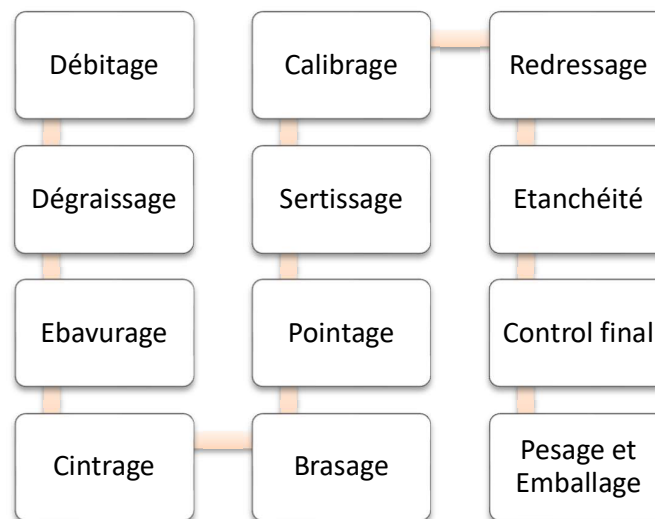 Débitage
Calibrage
Redressage
Dégraissage
Sertissage
Etanchéité
Ebavurage
Pointage
Control final
Cintrage
Brasage
Pesage et
Emballage